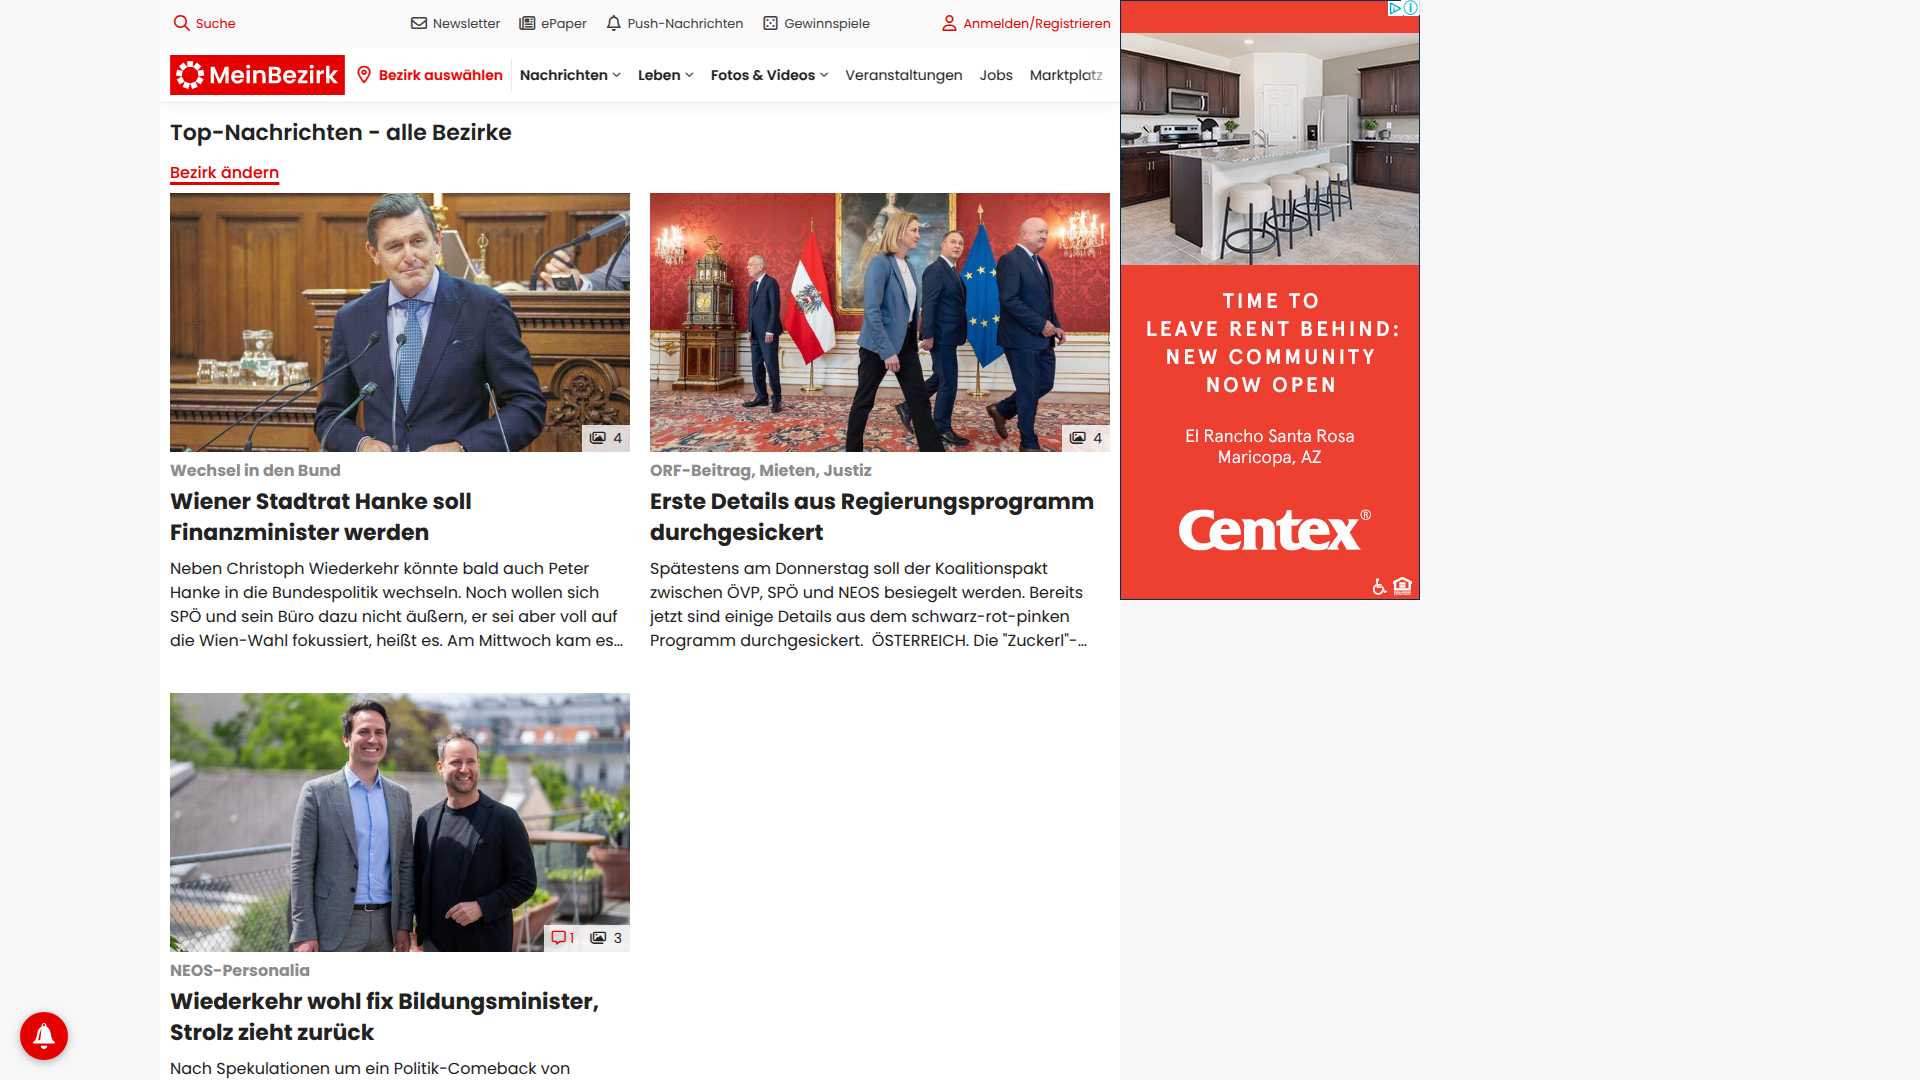 Suche
Newsletter
ePaper
Push-Nachrichten
Gewinnspiele
Anmelden/Registrieren
MeinBezirk
Bezirk auswählen
Nachrichten
Leben
Fotos & Videos
Veranstaltungen
Jobs
Marktplatz
Top-Nachrichten - alle Bezirke
Bezirk ändern
4
Wechsel in den Bund
Wiener Stadtrat Hanke soll
Finanzminister werden
Neben Christoph Wiederkehr könnte bald auch Peter
Hanke in die Bundespolitik wechseln. Noch wollen sich
SPÖ und sein Büro dazu nicht äußern, er sei aber voll auf
die Wien-Wahl fokussiert, heißt es. Am Mittwoch kam es...
4
ORF-Beitrag, Mieten, Justiz
Erste Details aus Regierungsprogramm
durchgesickert
Spätestens am Donnerstag soll der Koalitionspakt
zwischen ÖVP, SPÖ und NEOS besiegelt werden. Bereits
jetzt sind einige Details aus dem schwarz-rot-pinken
Programm durchgesickert.  ÖSTERREICH. Die "Zuckerl"-...
1
3
NEOS-Personalia
Wiederkehr wohl fix Bildungsminister,
Strolz zieht zurück
Nach Spekulationen um ein Politik-Comeback von
TIME TO
LEAVE RENT BEHIND:
NEW COMMUNITY
NOW OPEN
El Rancho Santa Rosa
Maricopa, AZ
Centex®